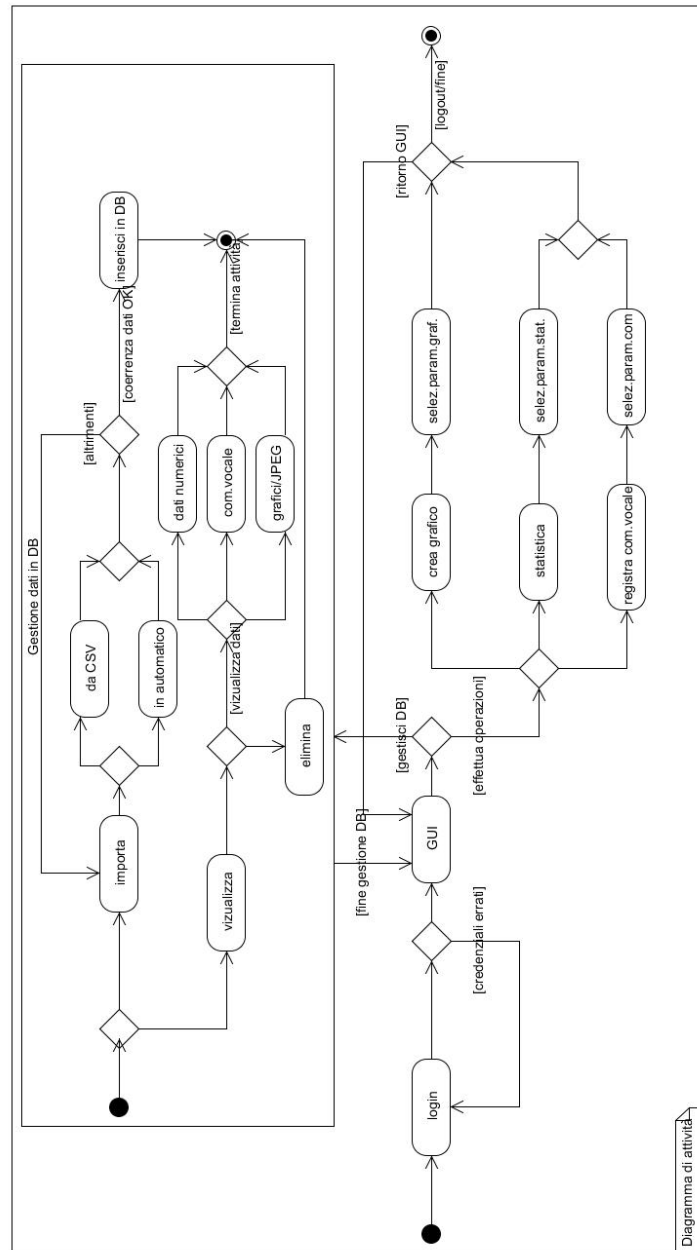 Gestione dati in DB
importa
da CSV
in automatico
[altrimenti]
[coerrenza dati OK]
inserisci in DB
vizualizza
[vizualizza dati]
elimina
dati numerici
com.vocale
grafici/JPEG
[termina attività]
login
[credenziali errati]
GUI
[fine gestione DB]
[gestisci DB]
[effettua operazioni]
crea grafico
selez.param.graf.
statistica
selez.param.stat.
registra com.vocale
selez.param.com
[ritorno GUI]
[logout/fine]
Diagramma di attività